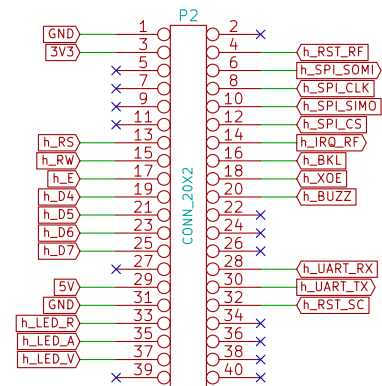 P2
GND 1 2
3V3 3 4 h_RST_RF
5 6 h_SPI_SOMI
7 8 h_SPI_CLK
9 10 h_SPI_SIMO
11 12 h_SPI_CS
h_RS 13 14 h_IRQ_RF
h_RW 15 16 h_BKL
h_E 17 18 h_XOE
h_D4 19 20 h_BUZZ
h_D5 21 22
h_D6 23 24
h_D7 25 26
27 28 h_UART_RX
5V 29 30 h_UART_TX
GND 31 32 h_RST_SC
h_LED_R 33 34
h_LED_A 35 36
h_LED_V 37 38
39 40
CONN_20X2